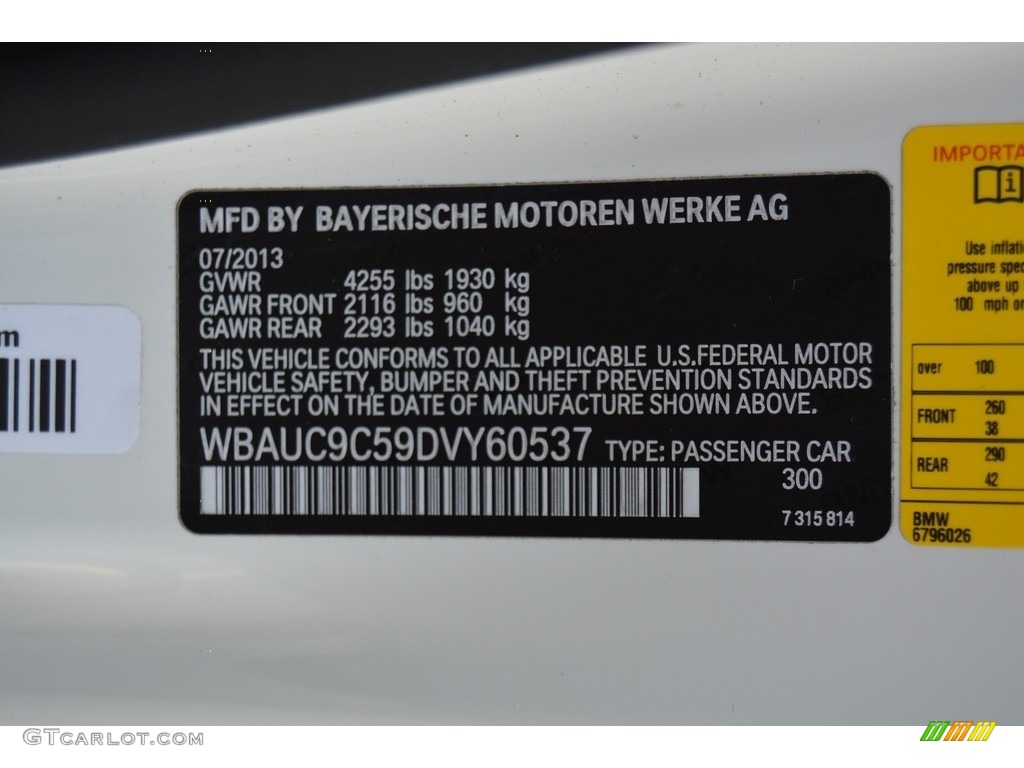 MFD BY BAYERISCHE MOTOREN WERKE AG
07/2013
GVWR 4255 lbs 1930 kg
GAWR FRONT 2116 lbs 960 kg
GAWR REAR 2293 lbs 1040 kg
THIS VEHICLE CONFORMS TO ALL APPLICABLE U.S.FEDERAL MOTOR
VEHICLE SAFETY, BUMPER AND THEFT PREVENTION STANDARDS
IN EFFECT ON THE DATE OF MANUFACTURE SHOWN ABOVE.
WBAUC9C59DVY60537 TYPE: PASSENGER CAR
300
7 315 814
m
IMPORTA
Use inflati
pressure spec
above up
100 mph or
over 100
FRONT 260
38
REAR 290
42
BMW
6796026
GTcarlot.com